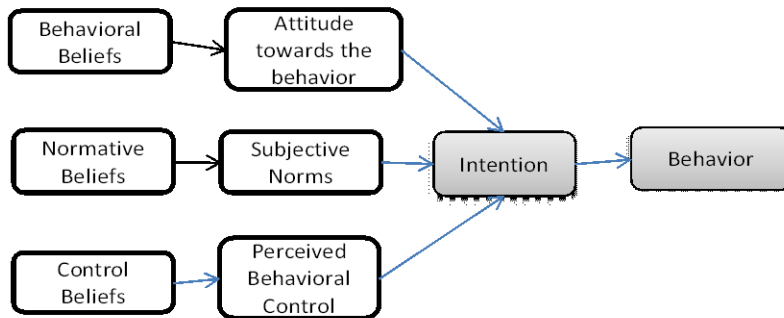 Behavioral
Beliefs
Attitude
towards the
behavior
Normative
Beliefs
Subjective
Norms
Intention
Behavior
Control
Beliefs
Perceived
Behavioral
Control